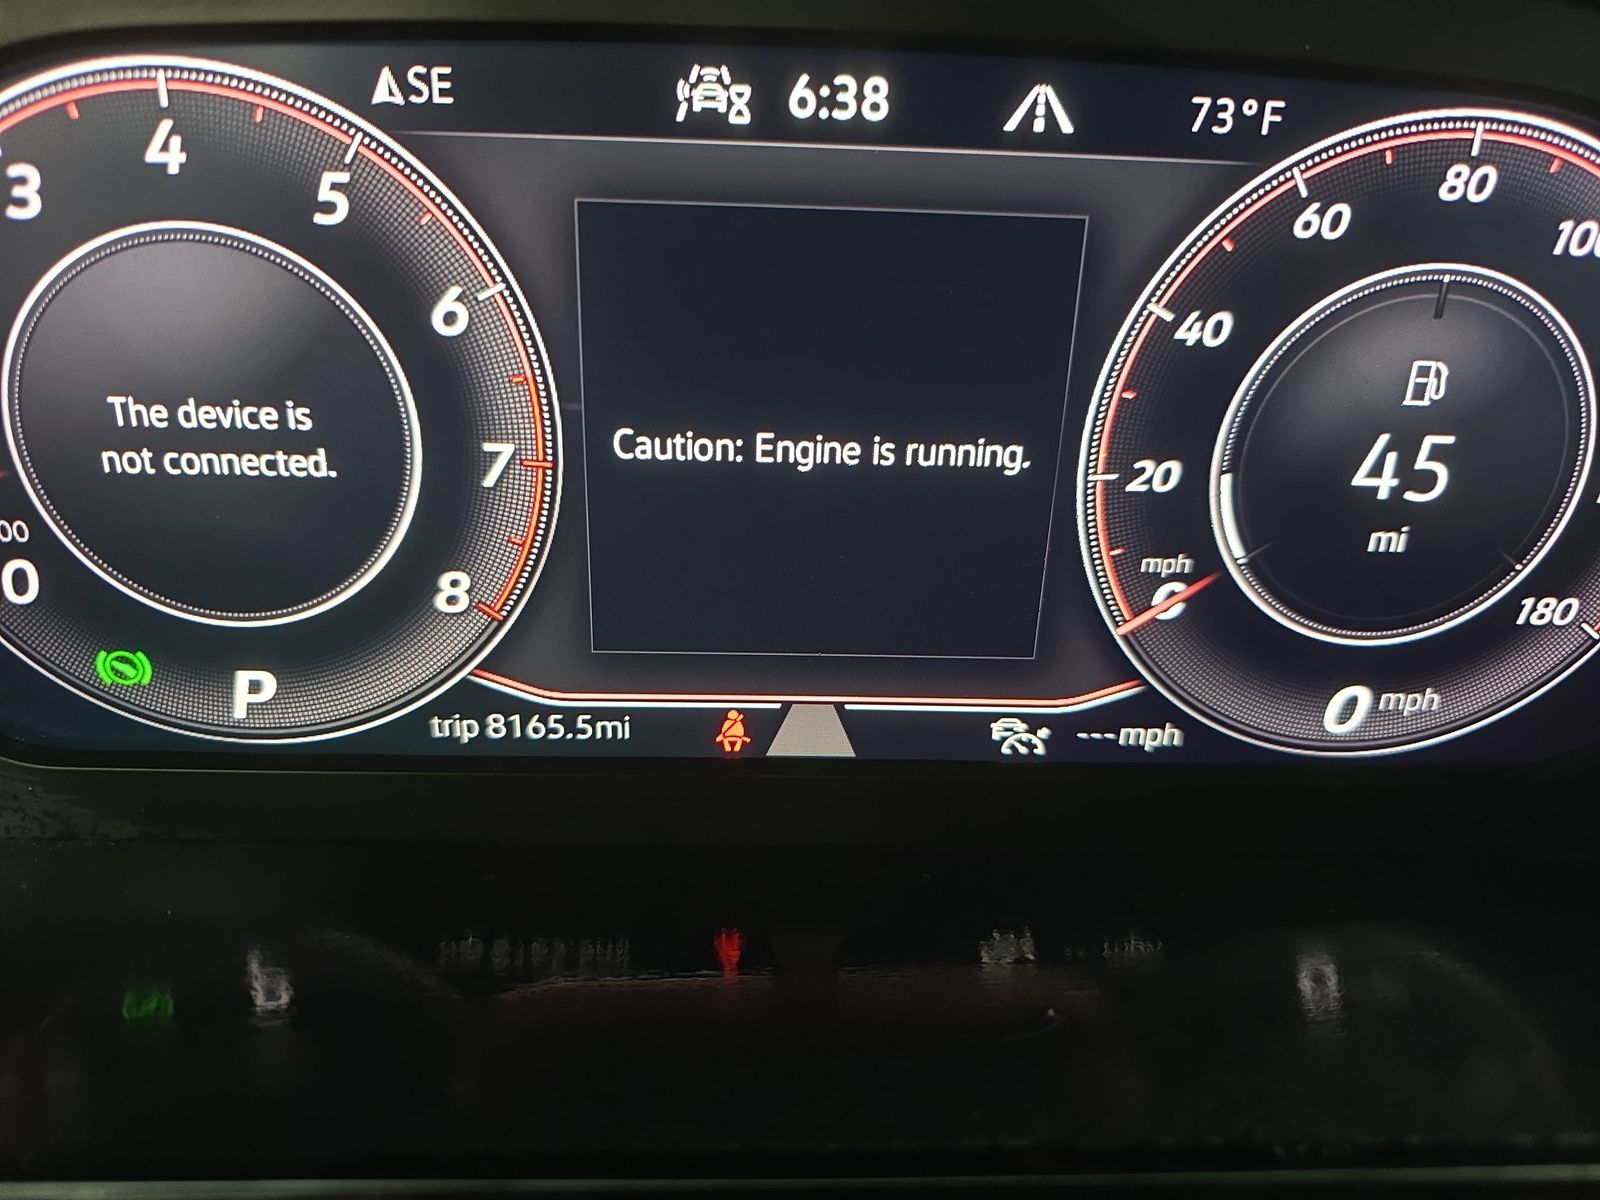 SE
6:38
73°F
3
4
5
6
7
8
The device is
not connected.
0
P
Caution: Engine is running.
trip 8165.5mi
---mph
20
40
60
80
180
mph
45
mi
0 mph